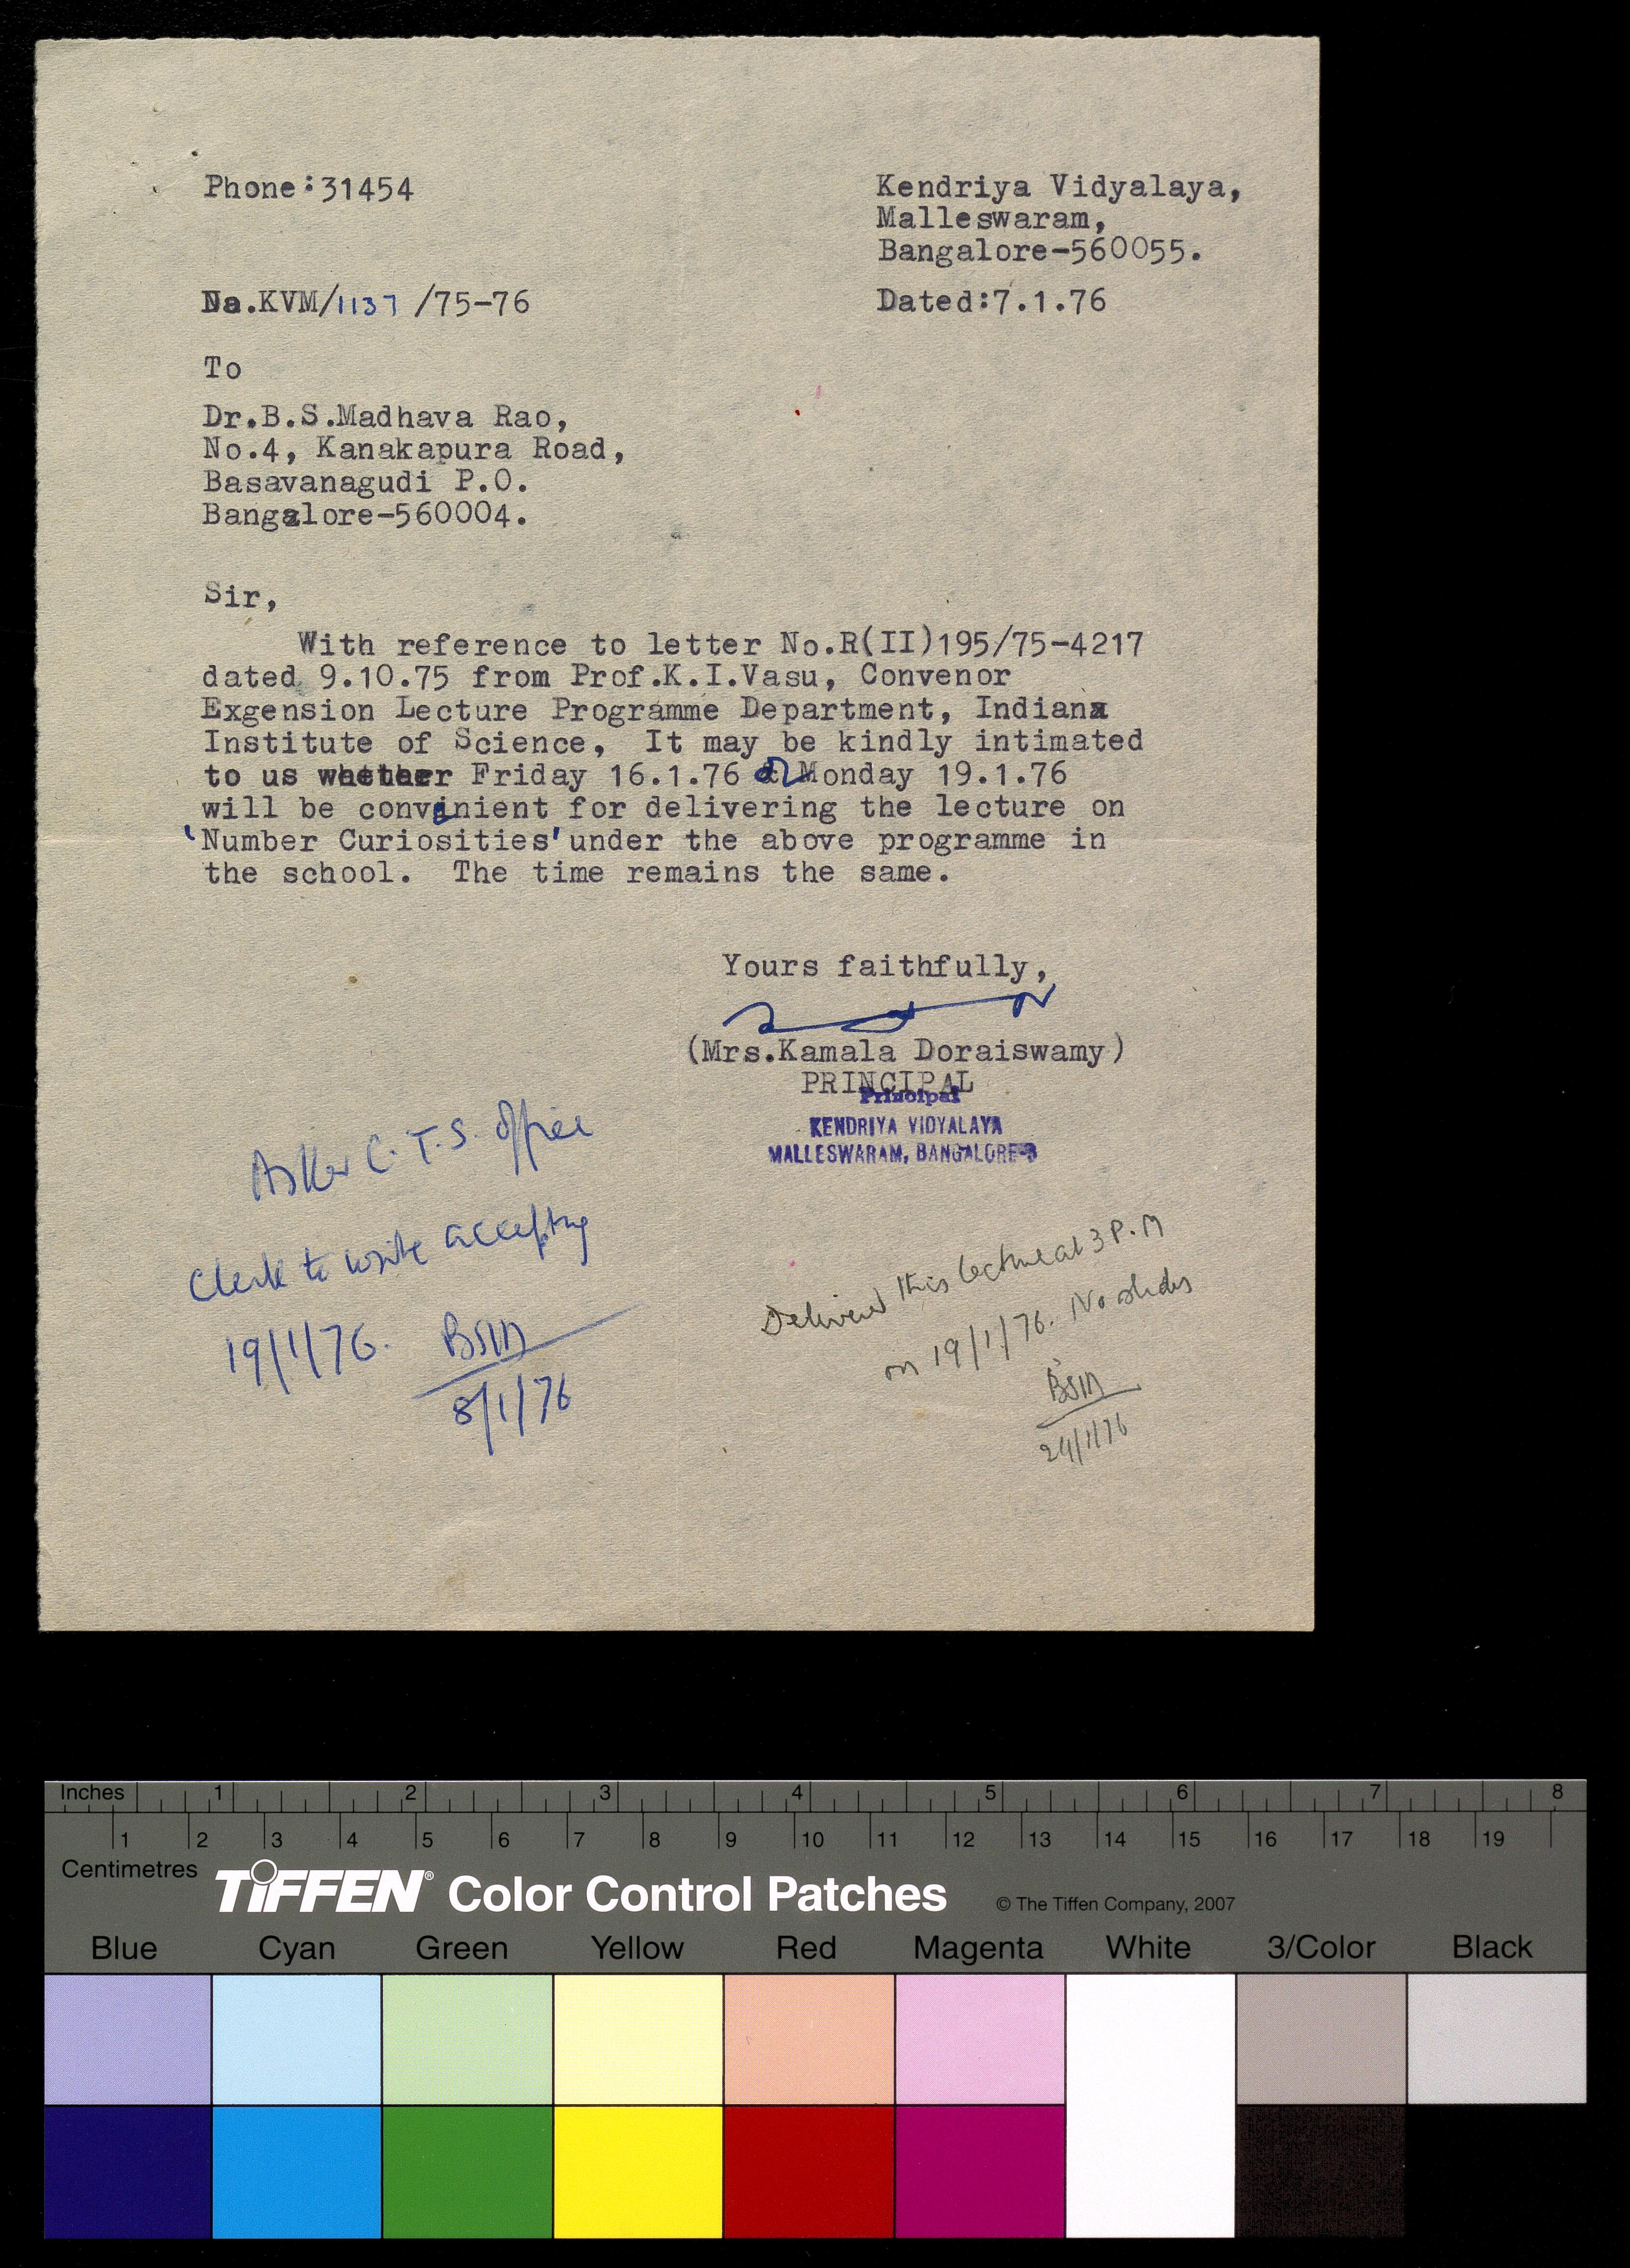 Phone:31454
Kendriya Vidyalaya,
Malleswaram,
Bangalore-560055.
No.KVM/1137/75-76
Dated:7.1.76
To
Dr.B.S.Madhava Rao,
No.4, Kanakapura Road,
Basavanagudi P.O.
Bangalore-560004.
Sir,
With reference to letter No.R(II)195/75-4217
dated 9.10.75 from Prof.K.I.Vasu, Convenor
Exgension Lecture Programme Department, Indian
Institute of Science, It may be kindly intimated
to us whether Friday 16.1.76 or Monday 19.1.76
will be convenient for delivering the lecture on
'Number Curiosities' under the above programme in
the school. The time remains the same.
Yours faithfully,
(Mrs.Kamala Doraiswamy)
PRINCIPAL
Principal
KENDRIYA VIDYALAYA
MALLESWARAM, BANGALORE-3
C.T.S. Office
Clerk to write accepting
19/1/76. BSM
8/1/76
Delivered this lecture at 3 P.M
on 19/1/76. No slides
BSM
24/1/76
Inches 1 2 3 4 5 6 7 8
1 2 3 4 5 6 7 8 9 10 11 12 13 14 15 16 17 18 19
Centimetres
TIFFEN® Color Control Patches © The Tiffen Company, 2007
Blue Cyan Green Yellow Red Magenta White 3/Color Black